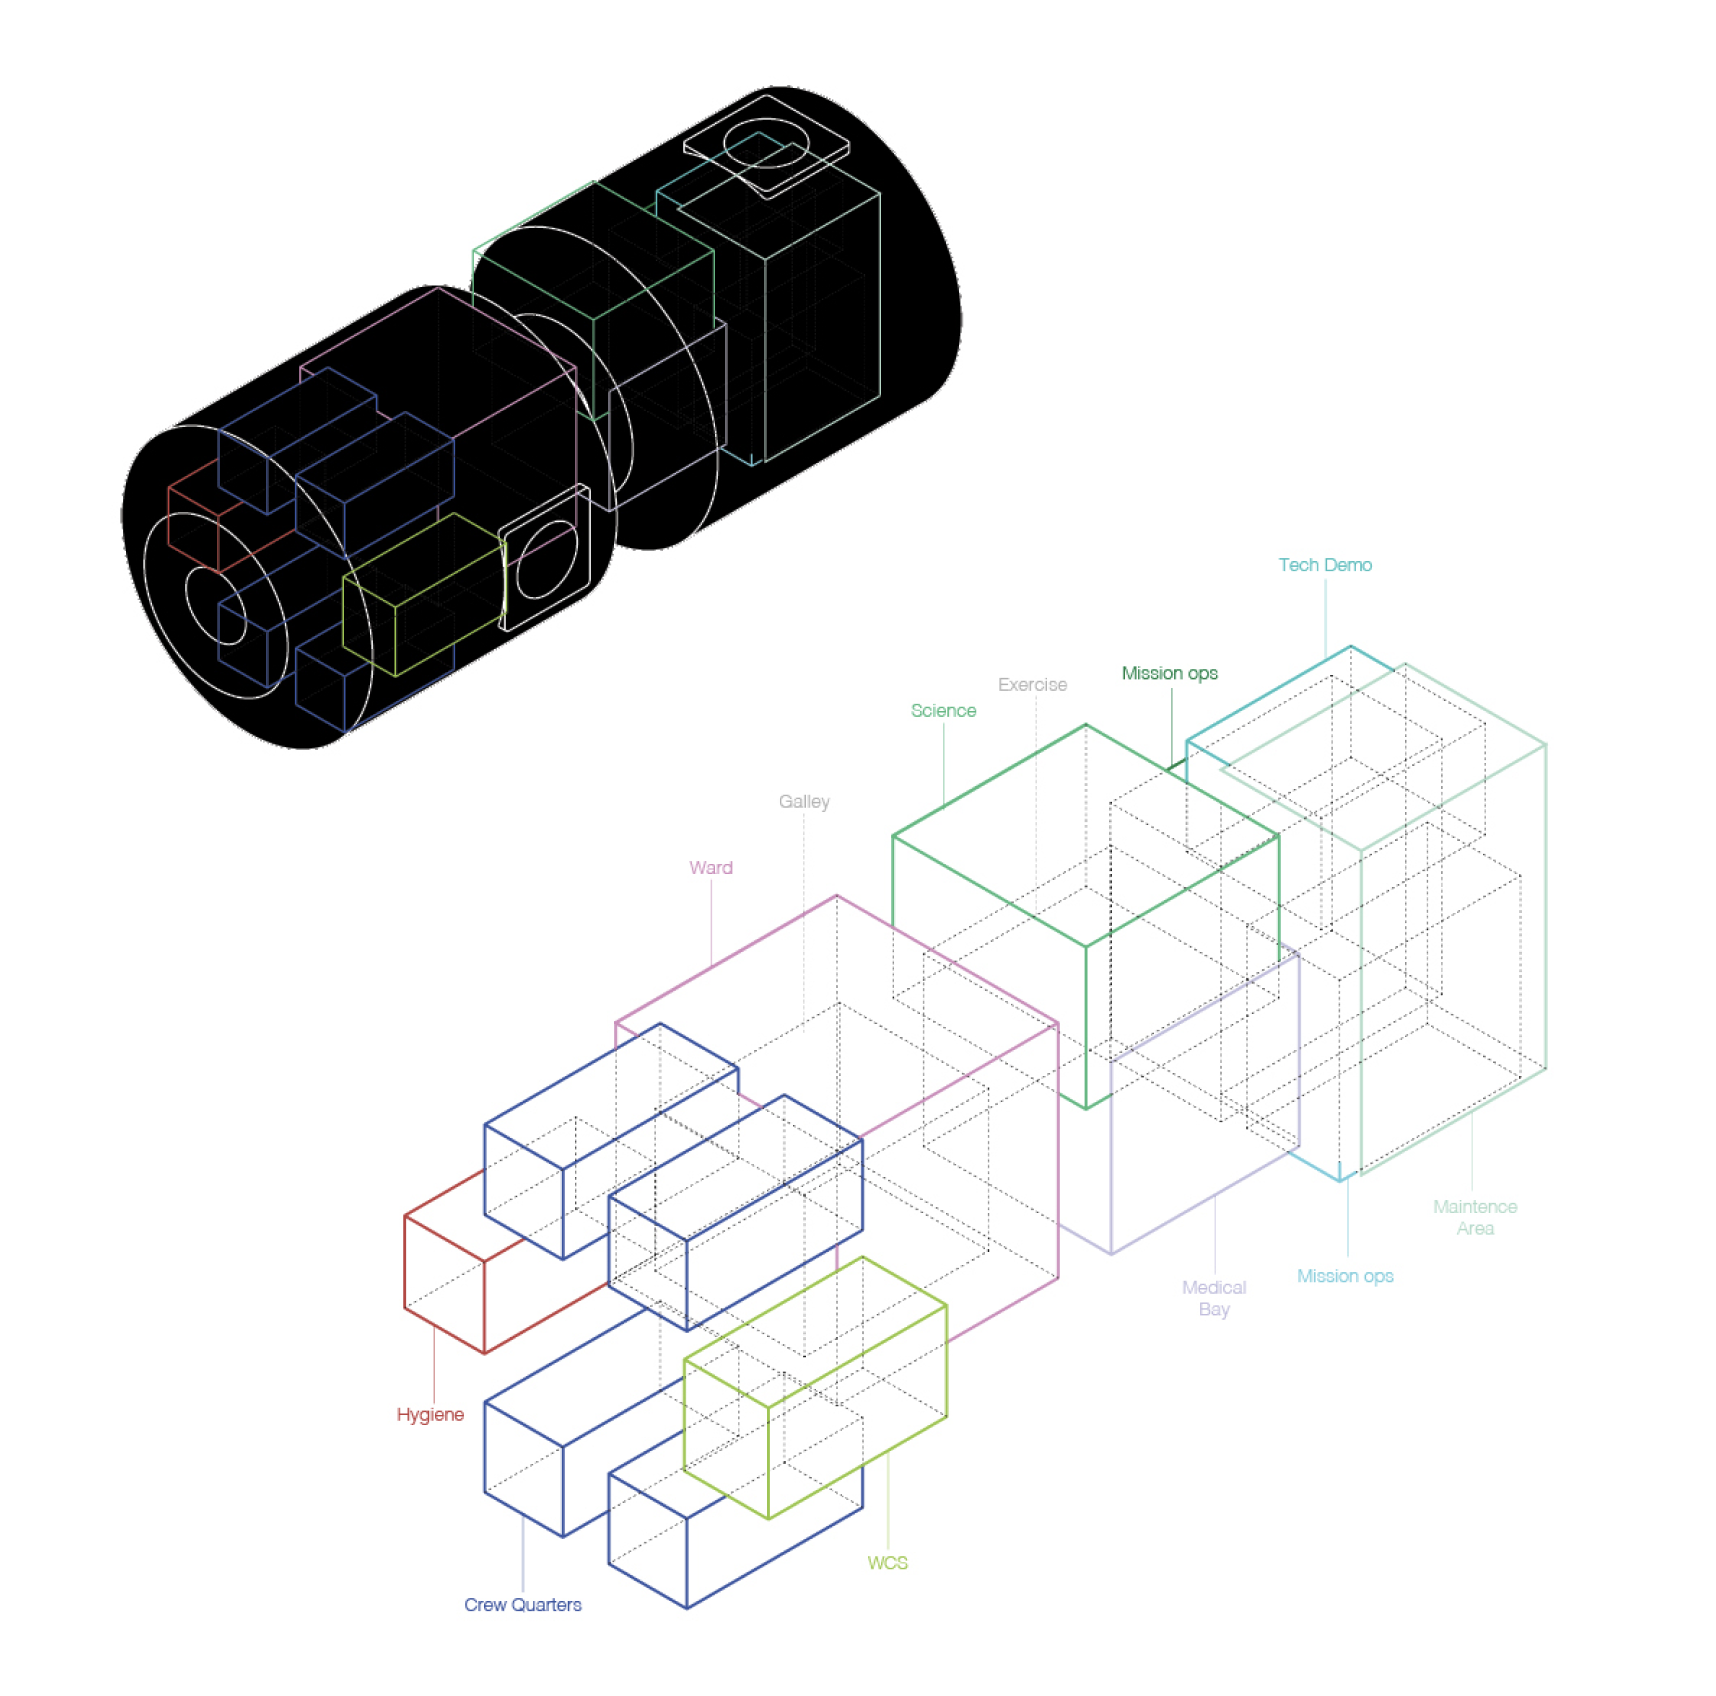 Tech Demo
Mission ops
Exercise
Science
Galley
Ward
Maintence
Area
Mission ops
Medical
Bay
Hygiene
WCS
Crew Quarters